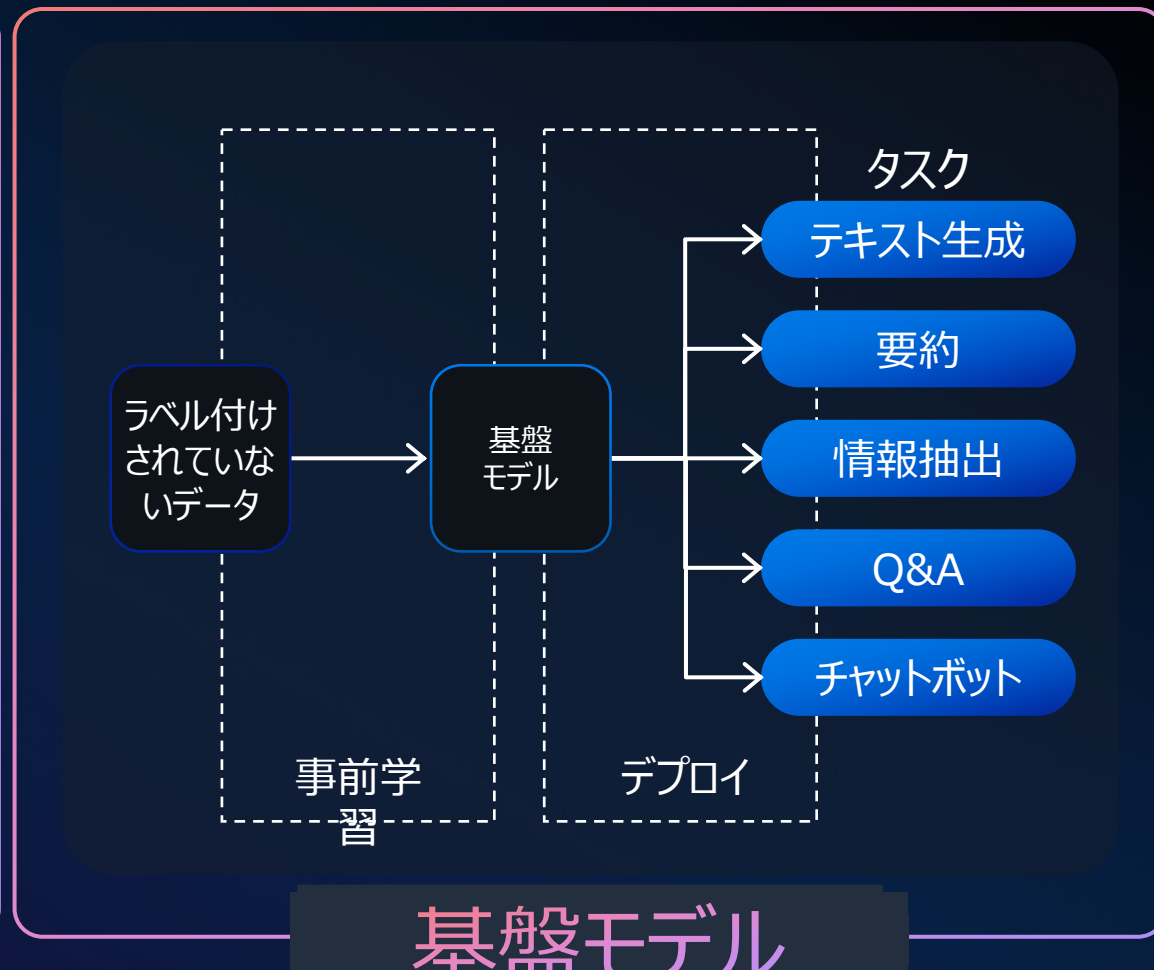 タスク
テキスト生成
要約
情報抽出
Q&A
チャットボット
ラベル付け
されていな
いデータ
基盤
モデル
事前学
習
デプロイ
基盤モデル